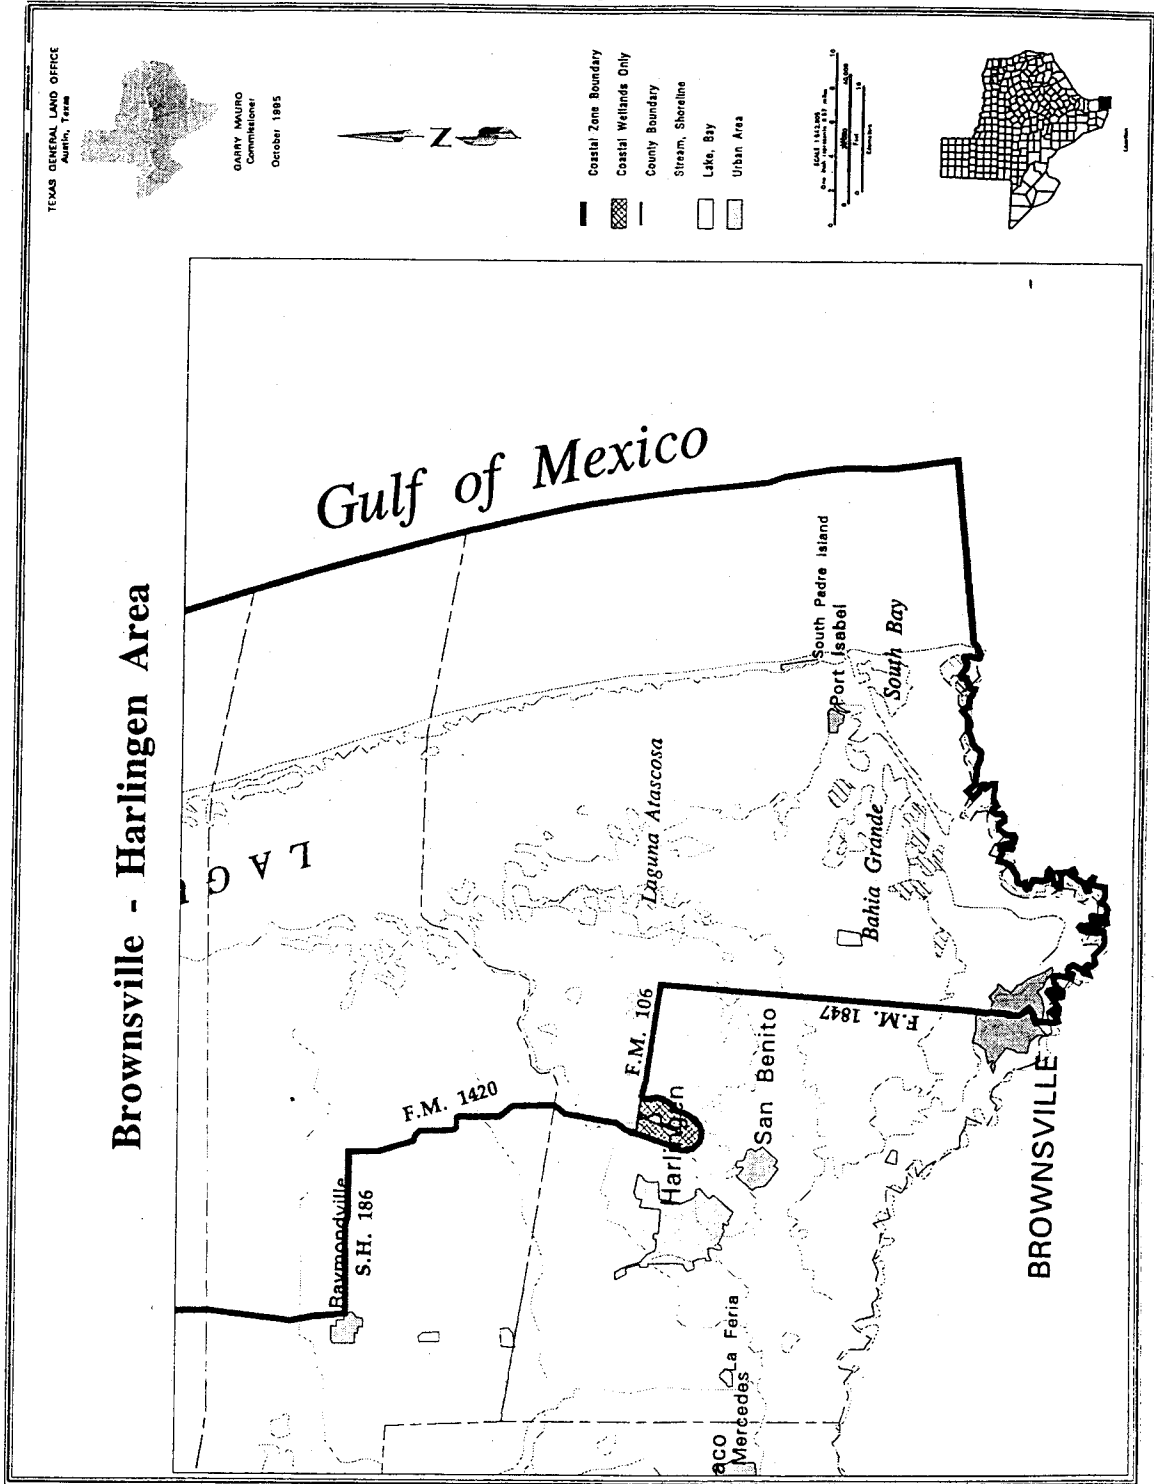 Brownsville - Harlingen Area
TEXAS GENERAL LAND OFFICE
Austin, Texas
GARRY MAURO
Commissioner
October 1995
N
Coastal Zone Boundary
Coastal Wetlands Only
County Boundary
Stream, Shoreline
Lake, Bay
Urban Area
Gulf of Mexico
L A G
Raymondville
S.H. 186
F.M. 1420
F.M. 106
Harlingen
San Benito
F.M. 1847
Laguna Atascosa
Bahia Grande
South Padre Island
Port Isabel
South Bay
BROWNSVILLE
La Feria
Mercedes
aco